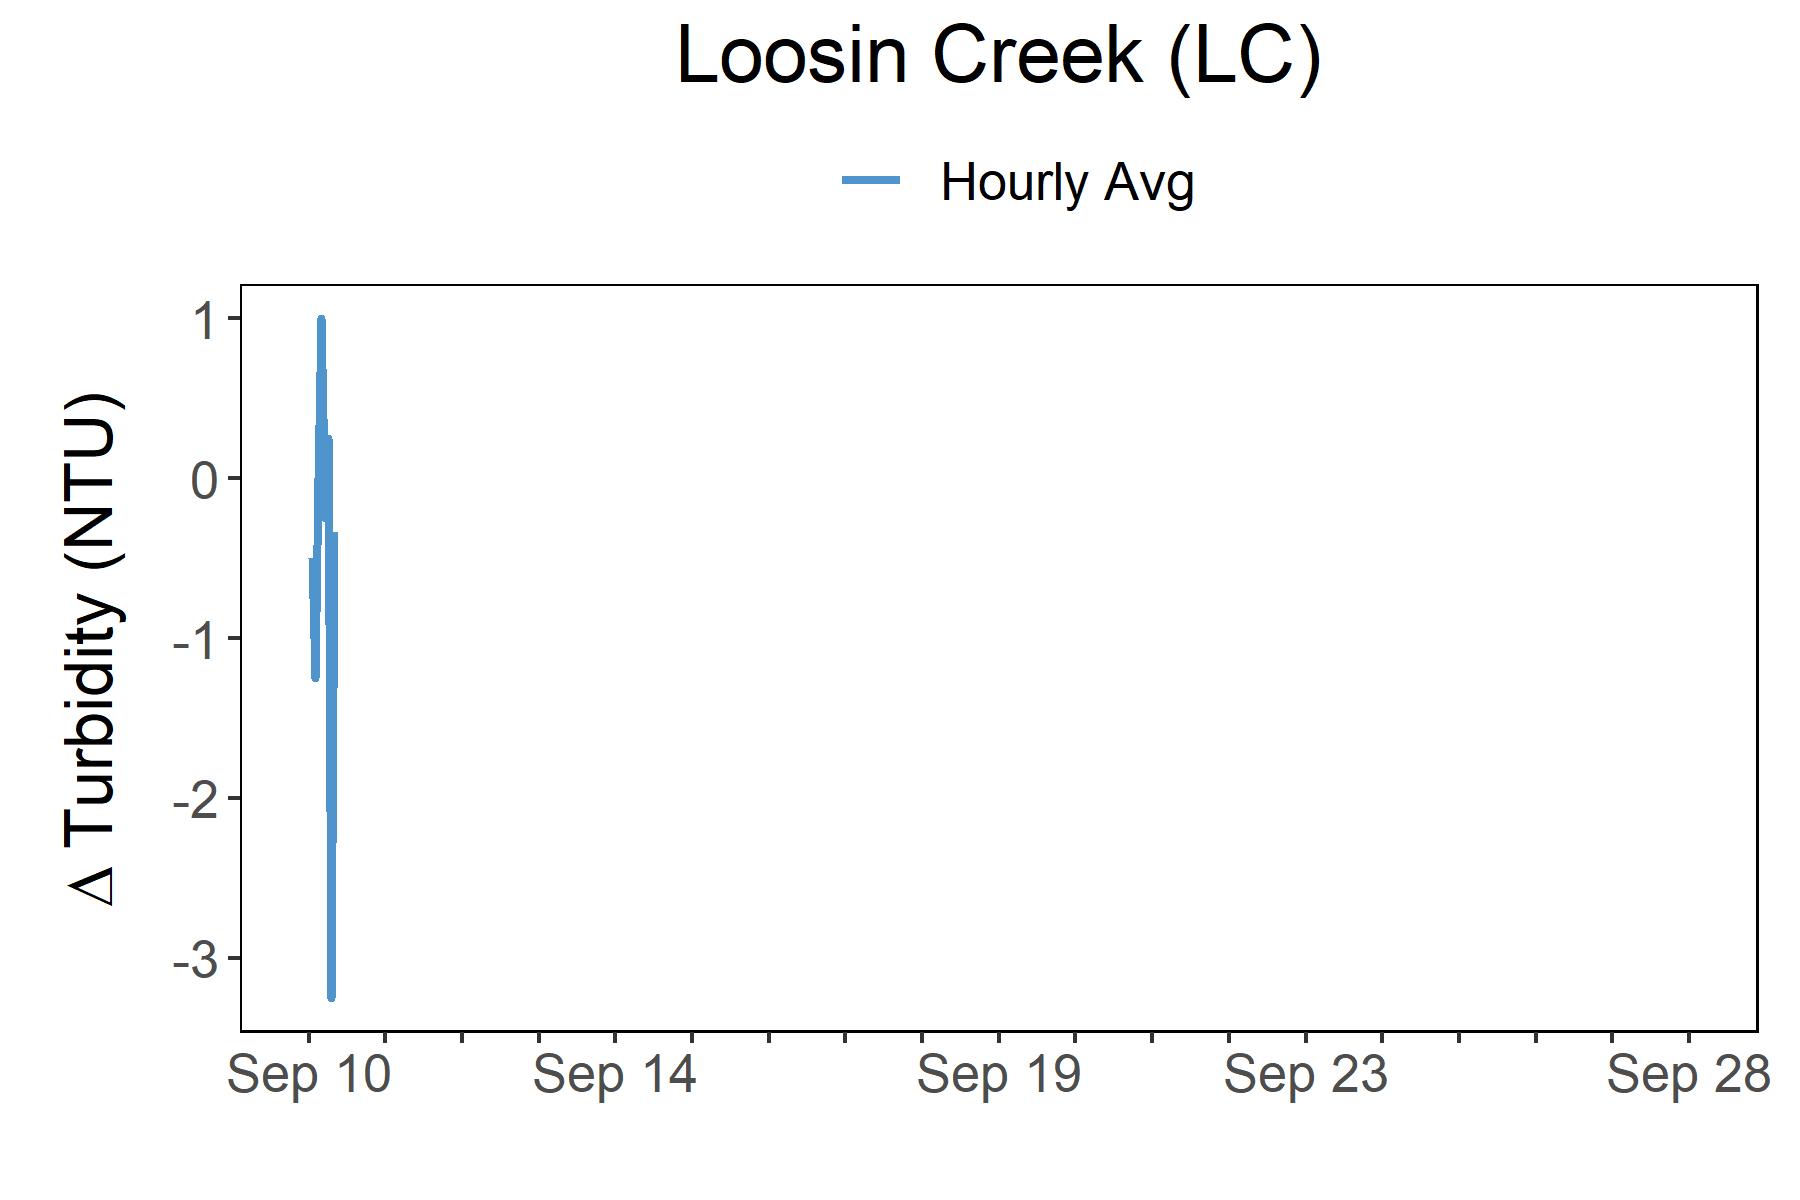 Loosin Creek (LC)
Hourly Avg
Δ Turbidity (NTU)
1
0
-1
-2
-3
Sep 10 Sep 14 Sep 19 Sep 23 Sep 28